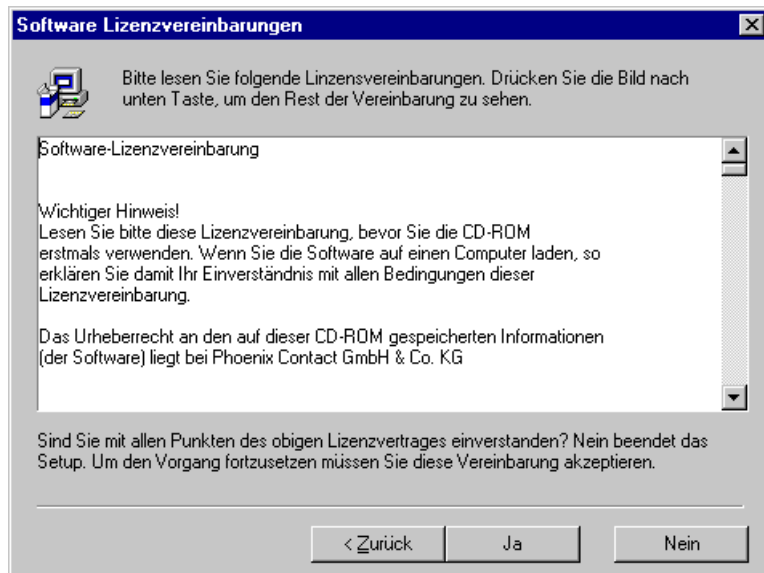 Software Lizenzvereinbarungen
Bitte lesen Sie folgende Linzensvereinbarungen. Drücken Sie die Bild nach
unten Taste, um den Rest der Vereinbarung zu sehen.
Software-Lizenzvereinbarung
Wichtiger Hinweis!
Lesen Sie bitte diese Lizenzvereinbarung, bevor Sie die CD-ROM
erstmals verwenden. Wenn Sie die Software auf einen Computer laden, so
erklären Sie damit Ihr Einverständnis mit allen Bedingungen dieser
Lizenzvereinbarung.
Das Urheberrecht an den auf dieser CD-ROM gespeicherten Informationen
(der Software) liegt bei Phoenix Contact GmbH & Co. KG
Sind Sie mit allen Punkten des obigen Lizenzvertrages einverstanden? Nein beendet das
Setup. Um den Vorgang fortzusetzen müssen Sie diese Vereinbarung akzeptieren.
< Zurück Ja Nein